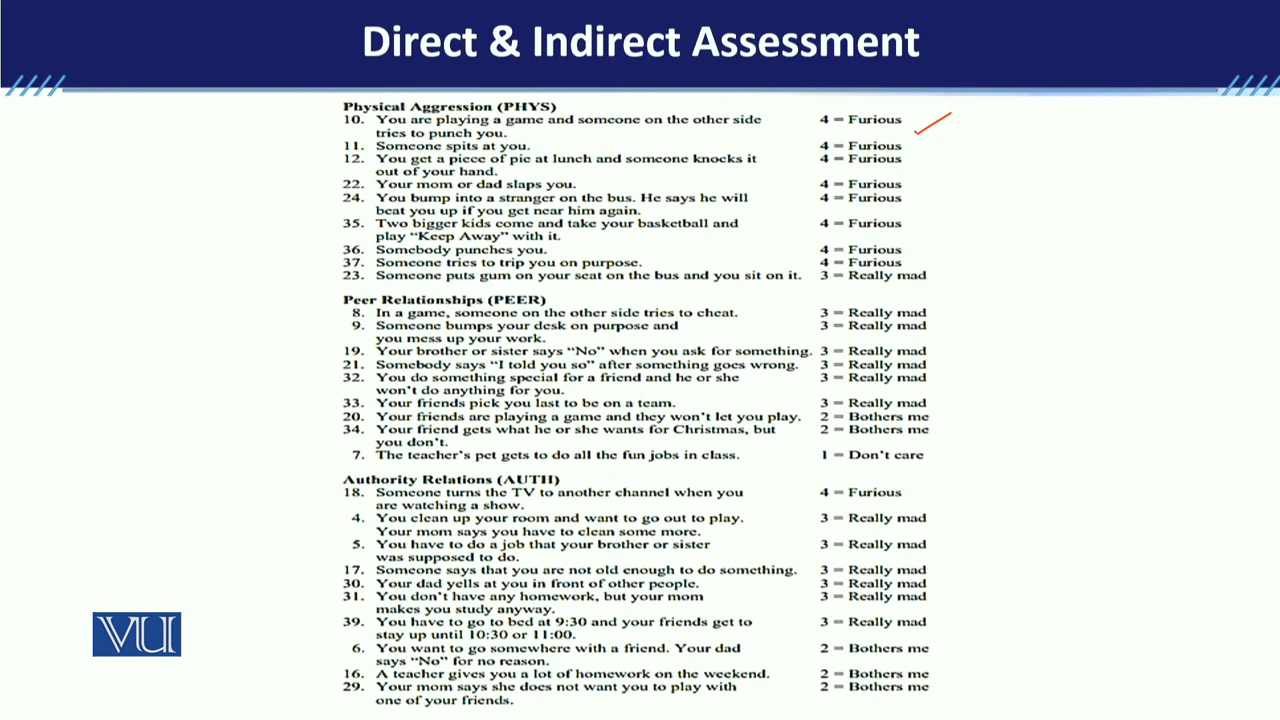 Direct & Indirect Assessment
Physical Aggression (PHYS)
10. You are playing a game and someone on the other side 4 = Furious
tries to punch you.
11. Someone spits at you. 4 = Furious
12. You get a piece of pie at lunch and someone knocks it 4 = Furious
out of your hand.
22. Your mom or dad slaps you. 4 = Furious
24. You bump into a stranger on the bus. He says he will 4 = Furious
beat you up if you get near him again.
35. Two bigger kids come and take your basketball and 4 = Furious
play “Keep Away” with it.
36. Somebody punches you. 4 = Furious
37. Someone tries to trip you on purpose. 4 = Furious
23. Someone puts gum on your seat on the bus and you sit on it. 3 = Really mad
Peer Relationships (PEER)
8. In a game, someone on the other side tries to cheat. 3 = Really mad
9. Someone bumps your desk on purpose and 3 = Really mad
you mess up your work.
19. Your brother or sister says “No” when you ask for something. 3 = Really mad
21. Somebody says “I told you so” after something goes wrong. 3 = Really mad
32. You do something special for a friend and he or she 3 = Really mad
won’t do anything for you.
33. Your friends pick you last to be on a team. 3 = Really mad
20. Your friends are playing a game and they won’t let you play. 2 = Bothers me
34. Your friend gets what he or she wants for Christmas, but 2 = Bothers me
you don’t.
7. The teacher’s pet gets to do all the fun jobs in class. 1 = Don’t care
Authority Relations (AUTH)
18. Someone turns the TV to another channel when you 4 = Furious
are watching a show.
4. You clean up your room and want to go out to play. 3 = Really mad
Your mom says you have to clean some more.
5. You have to do a job that your brother or sister 3 = Really mad
was supposed to do.
17. Someone says that you are not old enough to do something. 3 = Really mad
30. Your dad yells at you in front of other people. 3 = Really mad
31. You don’t have any homework, but your mom 3 = Really mad
makes you study anyway.
39. You have to go to bed at 9:30 and your friends get to 3 = Really mad
stay up until 10:30 or 11:00.
6. You want to go somewhere with a friend. Your dad 2 = Bothers me
says “No” for no reason.
16. A teacher gives you a lot of homework on the weekend. 2 = Bothers me
29. Your mom says she does not want you to play with 2 = Bothers me
one of your friends.
VU